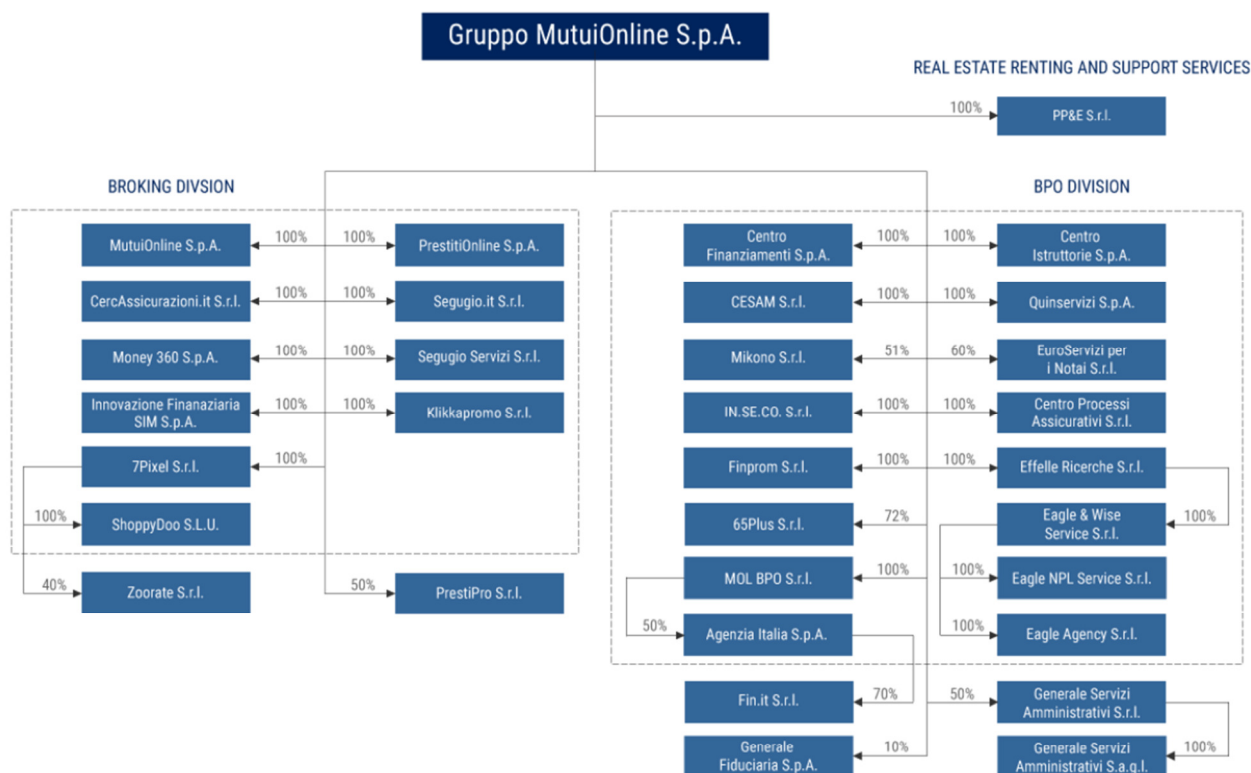 Gruppo MutuiOnline S.p.A.
REAL ESTATE RENTING AND SUPPORT SERVICES
100%
PP&E S.r.l.
BROKING DIVSION
MutuiOnline S.p.A.
100%
100%
PrestitiOnline S.p.A.
CercAssicurazioni.it S.r.l.
100%
100%
Segugio.it S.r.l.
Money 360 S.p.A.
100%
100%
Segugio Servizi S.r.l.
Innovazione Finanaziaria
SIM S.p.A.
100%
100%
Klikkapromo S.r.l.
7Pixel S.r.l.
100%
100%
ShoppyDoo S.L.U.
40%
Zoorate S.r.l.
50%
PrestiPro S.r.l.
BPO DIVISION
Centro
Finanziamenti S.p.A.
100%
100%
Centro
Istruttorie S.p.A.
CESAM S.r.l.
100%
100%
Quinservizi S.p.A.
Mikono S.r.l.
51%
60%
EuroServizi per
i Notai S.r.l.
IN.SE.CO. S.r.l.
100%
100%
Centro Processi
Assicurativi S.r.l.
Finprom S.r.l.
100%
100%
Effelle Ricerche S.r.l.
65Plus S.r.l.
72%
Eagle & Wise
Service S.r.l.
100%
MOL BPO S.r.l.
100%
100%
Eagle NPL Service S.r.l.
50%
Agenzia Italia S.p.A.
100%
Eagle Agency S.r.l.
Fin.it S.r.l.
70%
50%
Generale Servizi
Amministrativi S.r.l.
Generale
Fiduciaria S.p.A.
10%
Generale Servizi
Amministrativi S.a.g.l.
100%